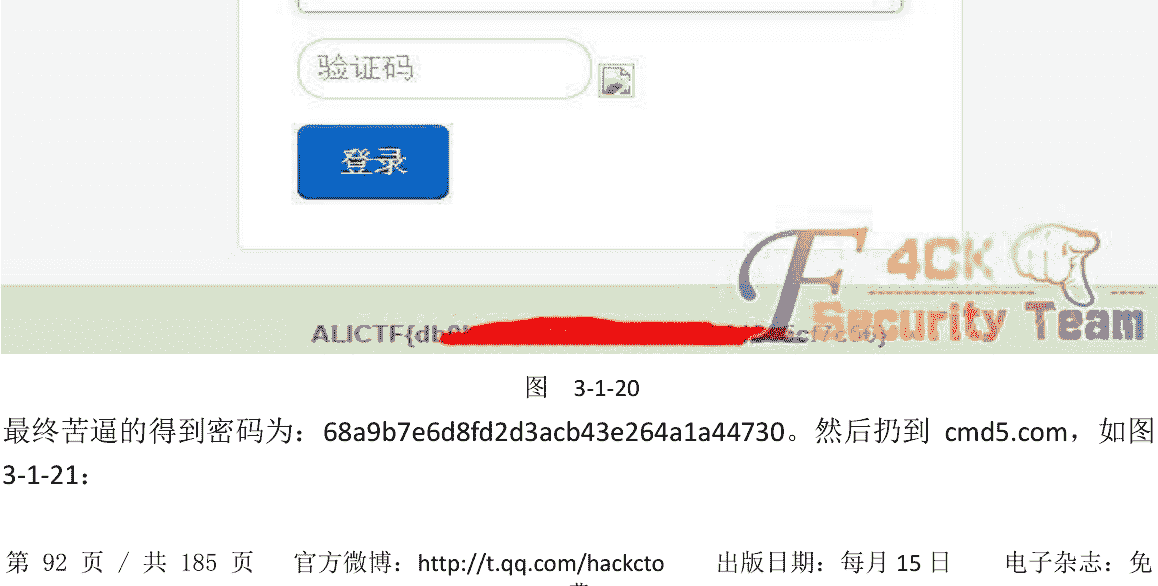 验证码
登录
4CK
Security Team
ALICTF{db cf7c56}
图 3-1-20
最终苦逼的得到密码为：68a9b7e6d8fd2d3acb43e264a1a44730。然后扔到 cmd5.com，如图
3-1-21：
第 92 页 / 共 185 页 官方微博：http://t.qq.com/hackcto 出版日期：每月 15 日 电子杂志：免